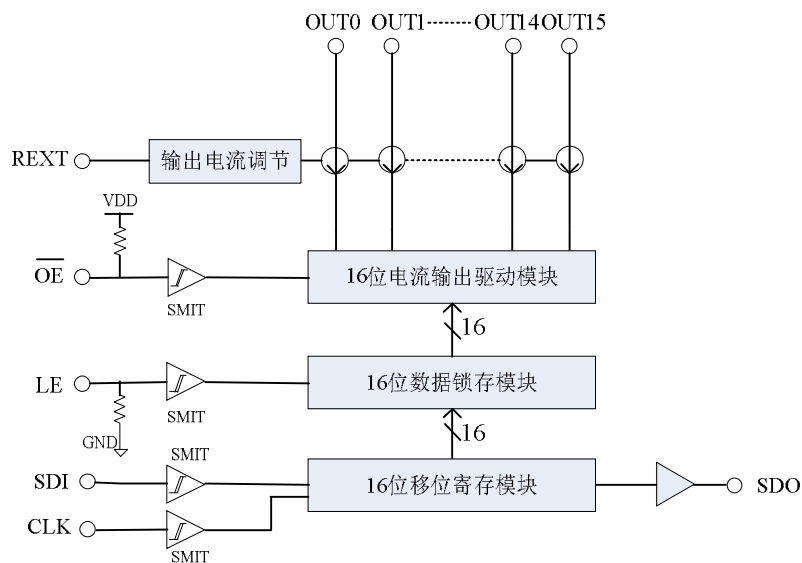 OUT0 OUT1 OUT14 OUT15
REXT
输出电流调节
VDD
OE
SMIT
16位电流输出驱动模块
16
LE
SMIT
16位数据锁存模块
GND
16
SMIT
SDI
16位移位寄存模块
SDO
CLK
SMIT